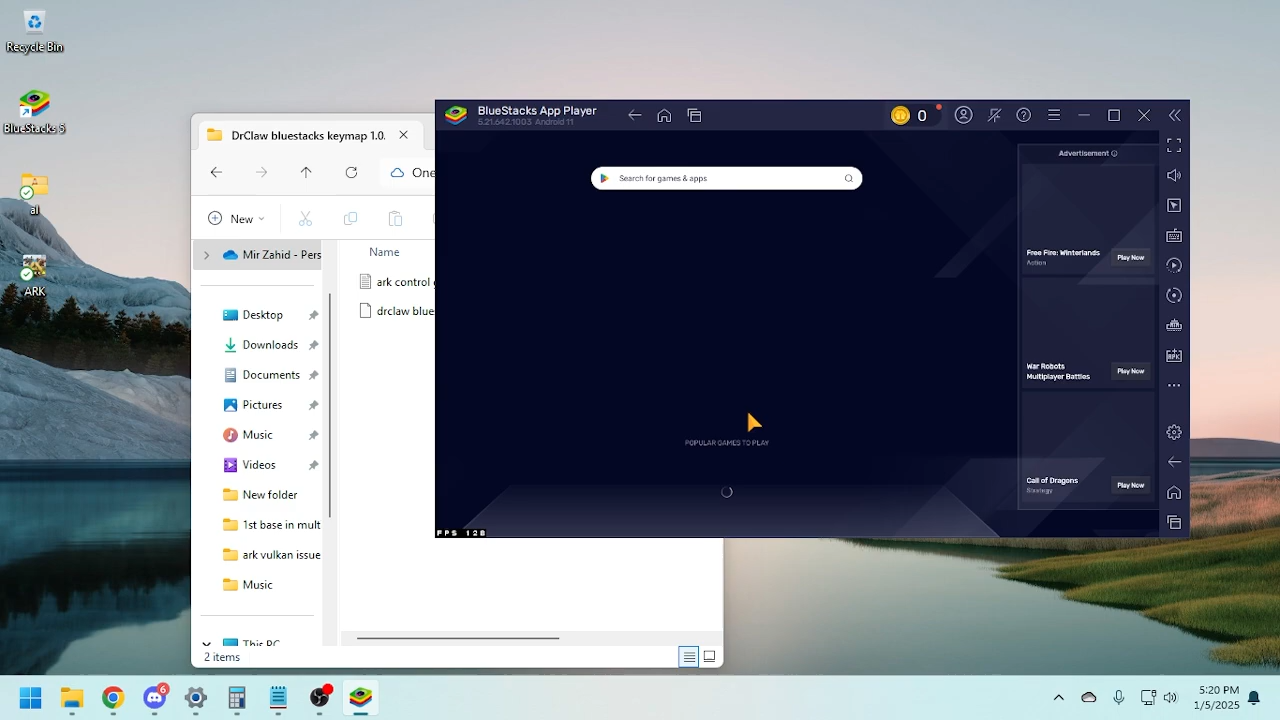 Recycle Bin
BlueStacks 5
al
ARK
DrClaw bluestacks keymap 1.0.
One
New
Mir Zahid - Pers
Desktop
Downloads
Documents
Pictures
Music
Videos
New folder
1st base in mult
ark vulkan issue
Music
This PC
2 items
Name
ark control g
drclaw blue
BlueStacks App Player
5.21.642.1003 Android 11
0
Search for games & apps
POPULAR GAMES TO PLAY
FPS 120
Advertisement
Free Fire: Winterlands
Action
Play Now
War Robots
Multiplayer Battles
Play Now
Call of Dragons
Strategy
Play Now
APK
6
5:20 PM
1/5/2025